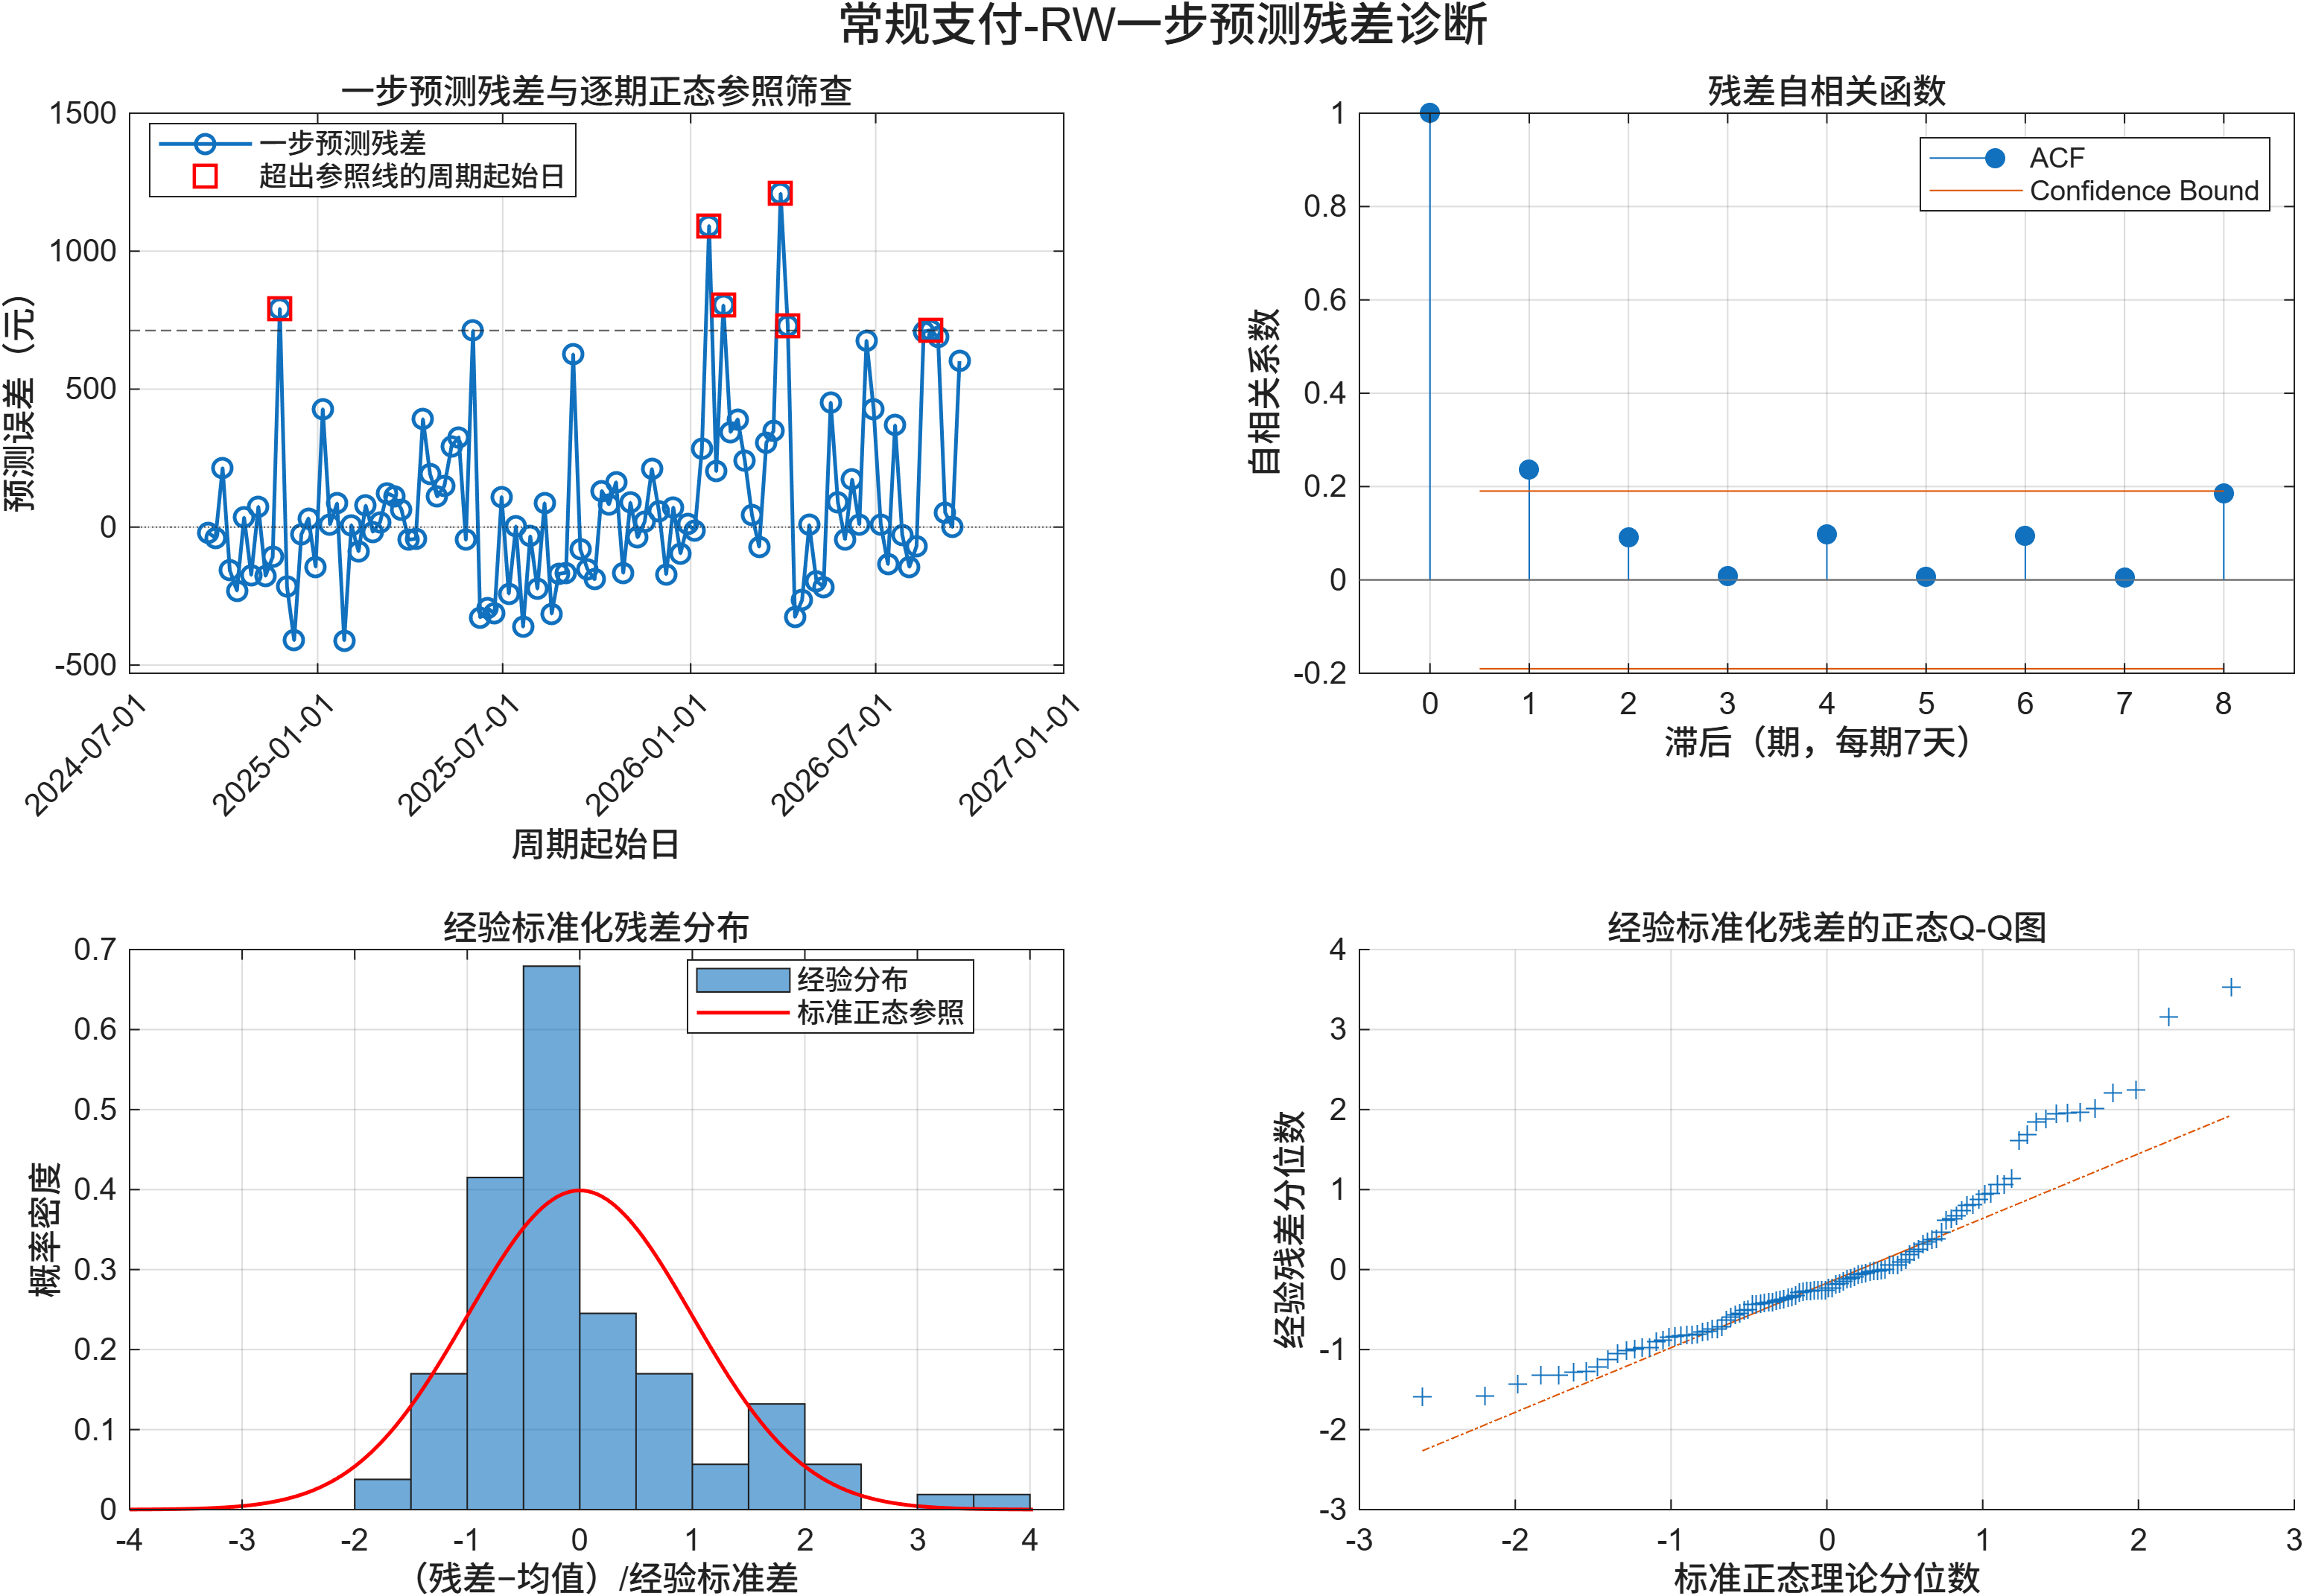 常规支付-RW一步预测残差诊断
一步预测残差与逐期正态参照筛查
1500
1000
500
0
-500
预测误差（元）
一步预测残差
超出参照线的周期起始日
2024-07-01
2025-01-01
2025-07-01
2026-01-01
2026-07-01
2027-01-01
周期起始日
残差自相关函数
1
0.8
0.6
0.4
0.2
0
-0.2
自相关系数
ACF
Confidence Bound
0 1 2 3 4 5 6 7 8
滞后（期，每期7天）
经验标准化残差分布
0.7
0.6
0.5
0.4
0.3
0.2
0.1
0
概率密度
经验分布
标准正态参照
-4 -3 -2 -1 0 1 2 3 4
（残差−均值）/经验标准差
经验标准化残差的正态Q-Q图
4
3
2
1
0
-1
-2
-3
经验残差分位数
-3 -2 -1 0 1 2 3
标准正态理论分位数